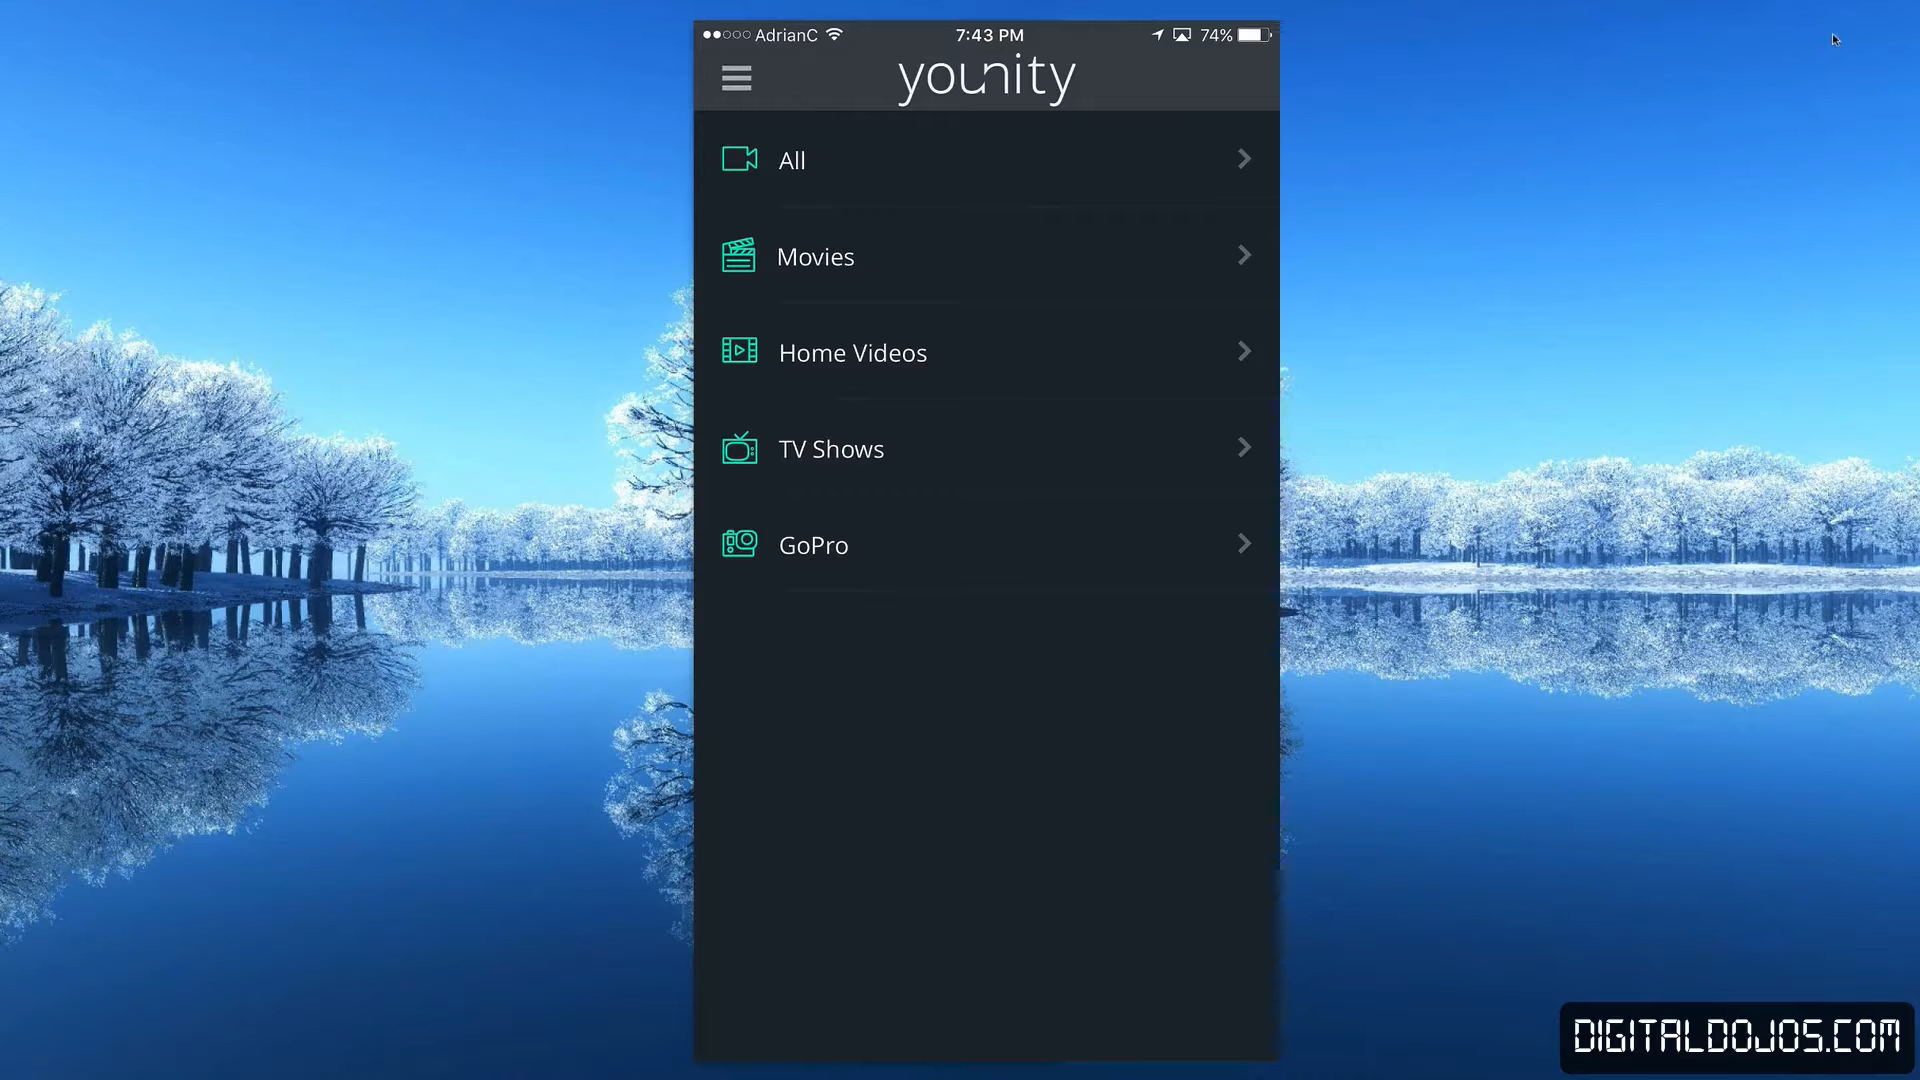 AdrianC 7:43 PM 74%
younity
All
Movies
Home Videos
TV Shows
GoPro
DIGITALDOJOS.COM